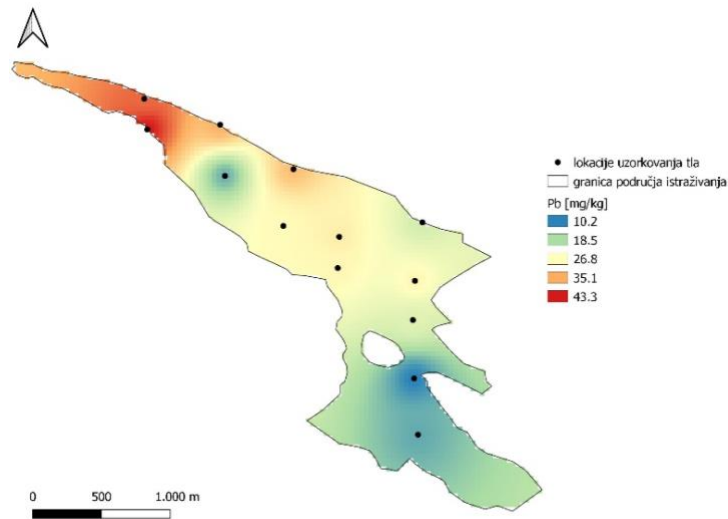 lokacije uzorkovanja tla
granica područja istraživanja
Pb [mg/kg]
10.2
18.5
26.8
35.1
43.3
0 500 1.000 m